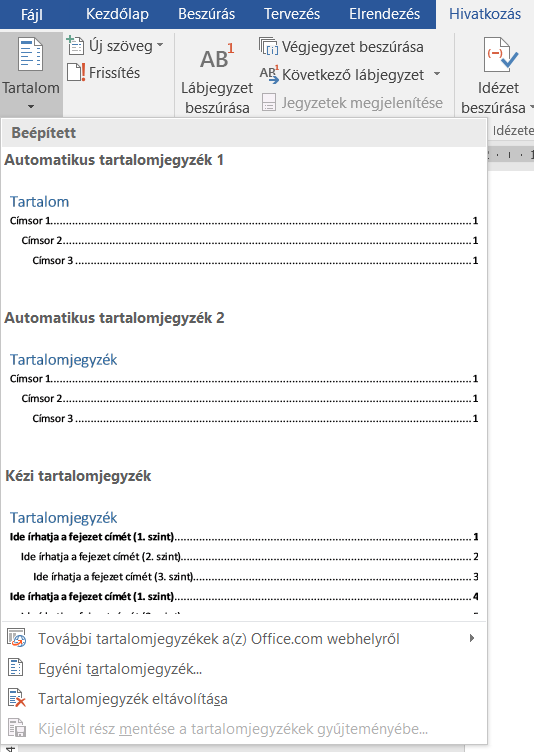 Fájl Kezdőlap Beszúrás Tervezés Elrendezés Hivatkozás
Tartalom
Új szöveg
Frissítés
AB1
Lábjegyzet
beszúrása
Végjegyzet beszúrása
Következő lábjegyzet
Jegyzetek megjelenítése
Idézet
beszúrása
Idézete
Beépített
Automatikus tartalomjegyzék 1
Tartalom
Címsor 1 1
Címsor 2 1
Címsor 3 1
Automatikus tartalomjegyzék 2
Tartalomjegyzék
Címsor 1 1
Címsor 2 1
Címsor 3 1
Kézi tartalomjegyzék
Tartalomjegyzék
Ide írhatja a fejezet címét (1. szint) 1
Ide írhatja a fejezet címét (2. szint) 2
Ide írhatja a fejezet címét (3. szint) 3
Ide írhatja a fejezet címét (1. szint) 4
További tartalomjegyzékek a(z) Office.com webhelyről
Egyéni tartalomjegyzék...
Tartalomjegyzék eltávolítása
Kijelölt rész mentése a tartalomjegyzékek gyűjteményébe...